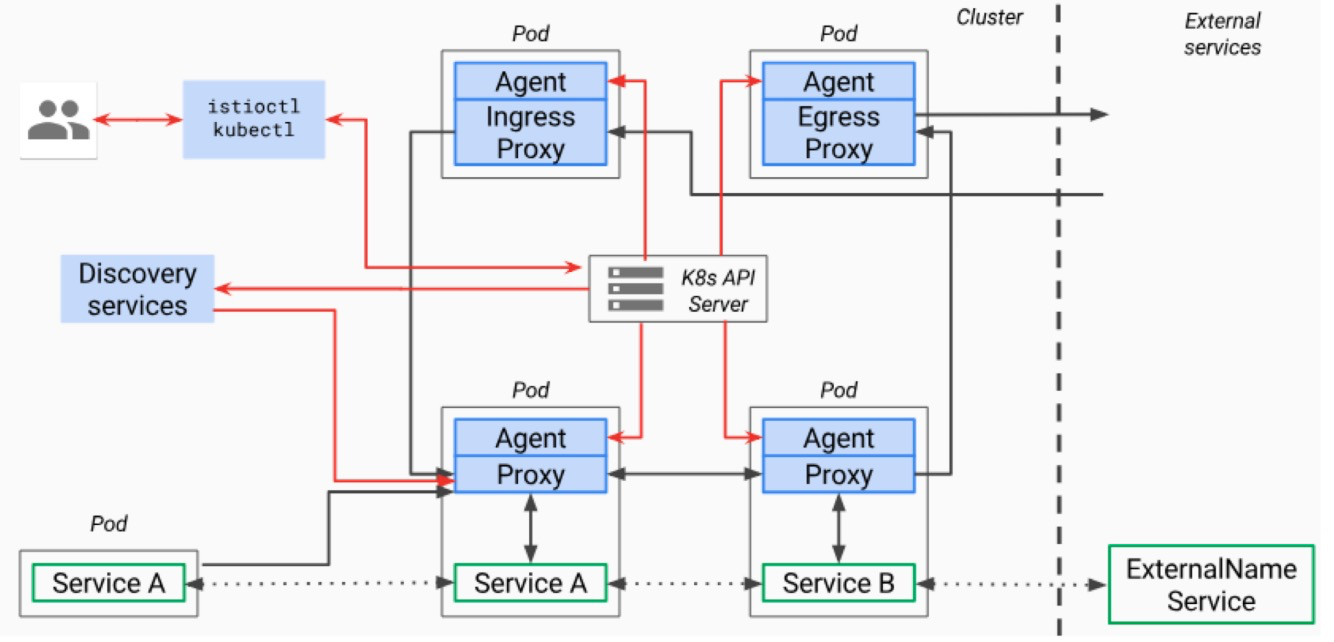 Cluster
External
services
Pod
Pod
istioctl
kubectl
Agent
Ingress
Proxy
Agent
Egress
Proxy
Discovery
services
K8s API
Server
Pod
Pod
Agent
Proxy
Agent
Proxy
Pod
Service A
Service A
Service B
ExternalName
Service